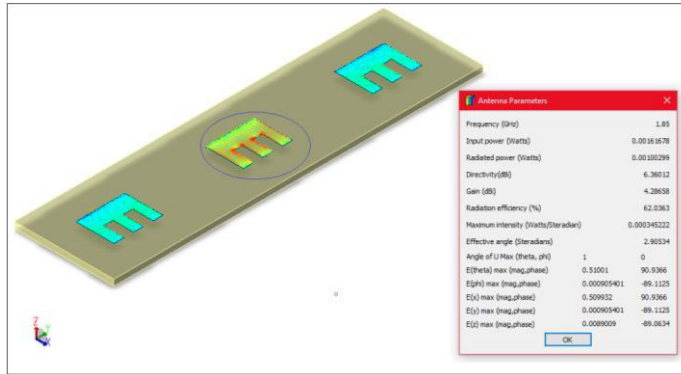 Antenna Parameters
Frequency (GHz) 1.85
Input power (Watts) 0.00161678
Radiated power (Watts) 0.00100299
Directivity(dBi) 6.36012
Gain (dBi) 4.28658
Radiation efficiency (%) 62.0363
Maximum intensity (Watts/Steradian) 0.000345222
Effective angle (Steradians) 2.90534
Angle of U Max (theta, phi) 1 0
E(theta) max (mag,phase) 0.51001 90.9366
E(phi) max (mag,phase) 0.000905401 -89.1125
E(x) max (mag,phase) 0.509932 90.9366
E(y) max (mag,phase) 0.000905401 -89.1125
E(z) max (mag,phase) 0.0089009 -89.0634
OK
Z
Y
X